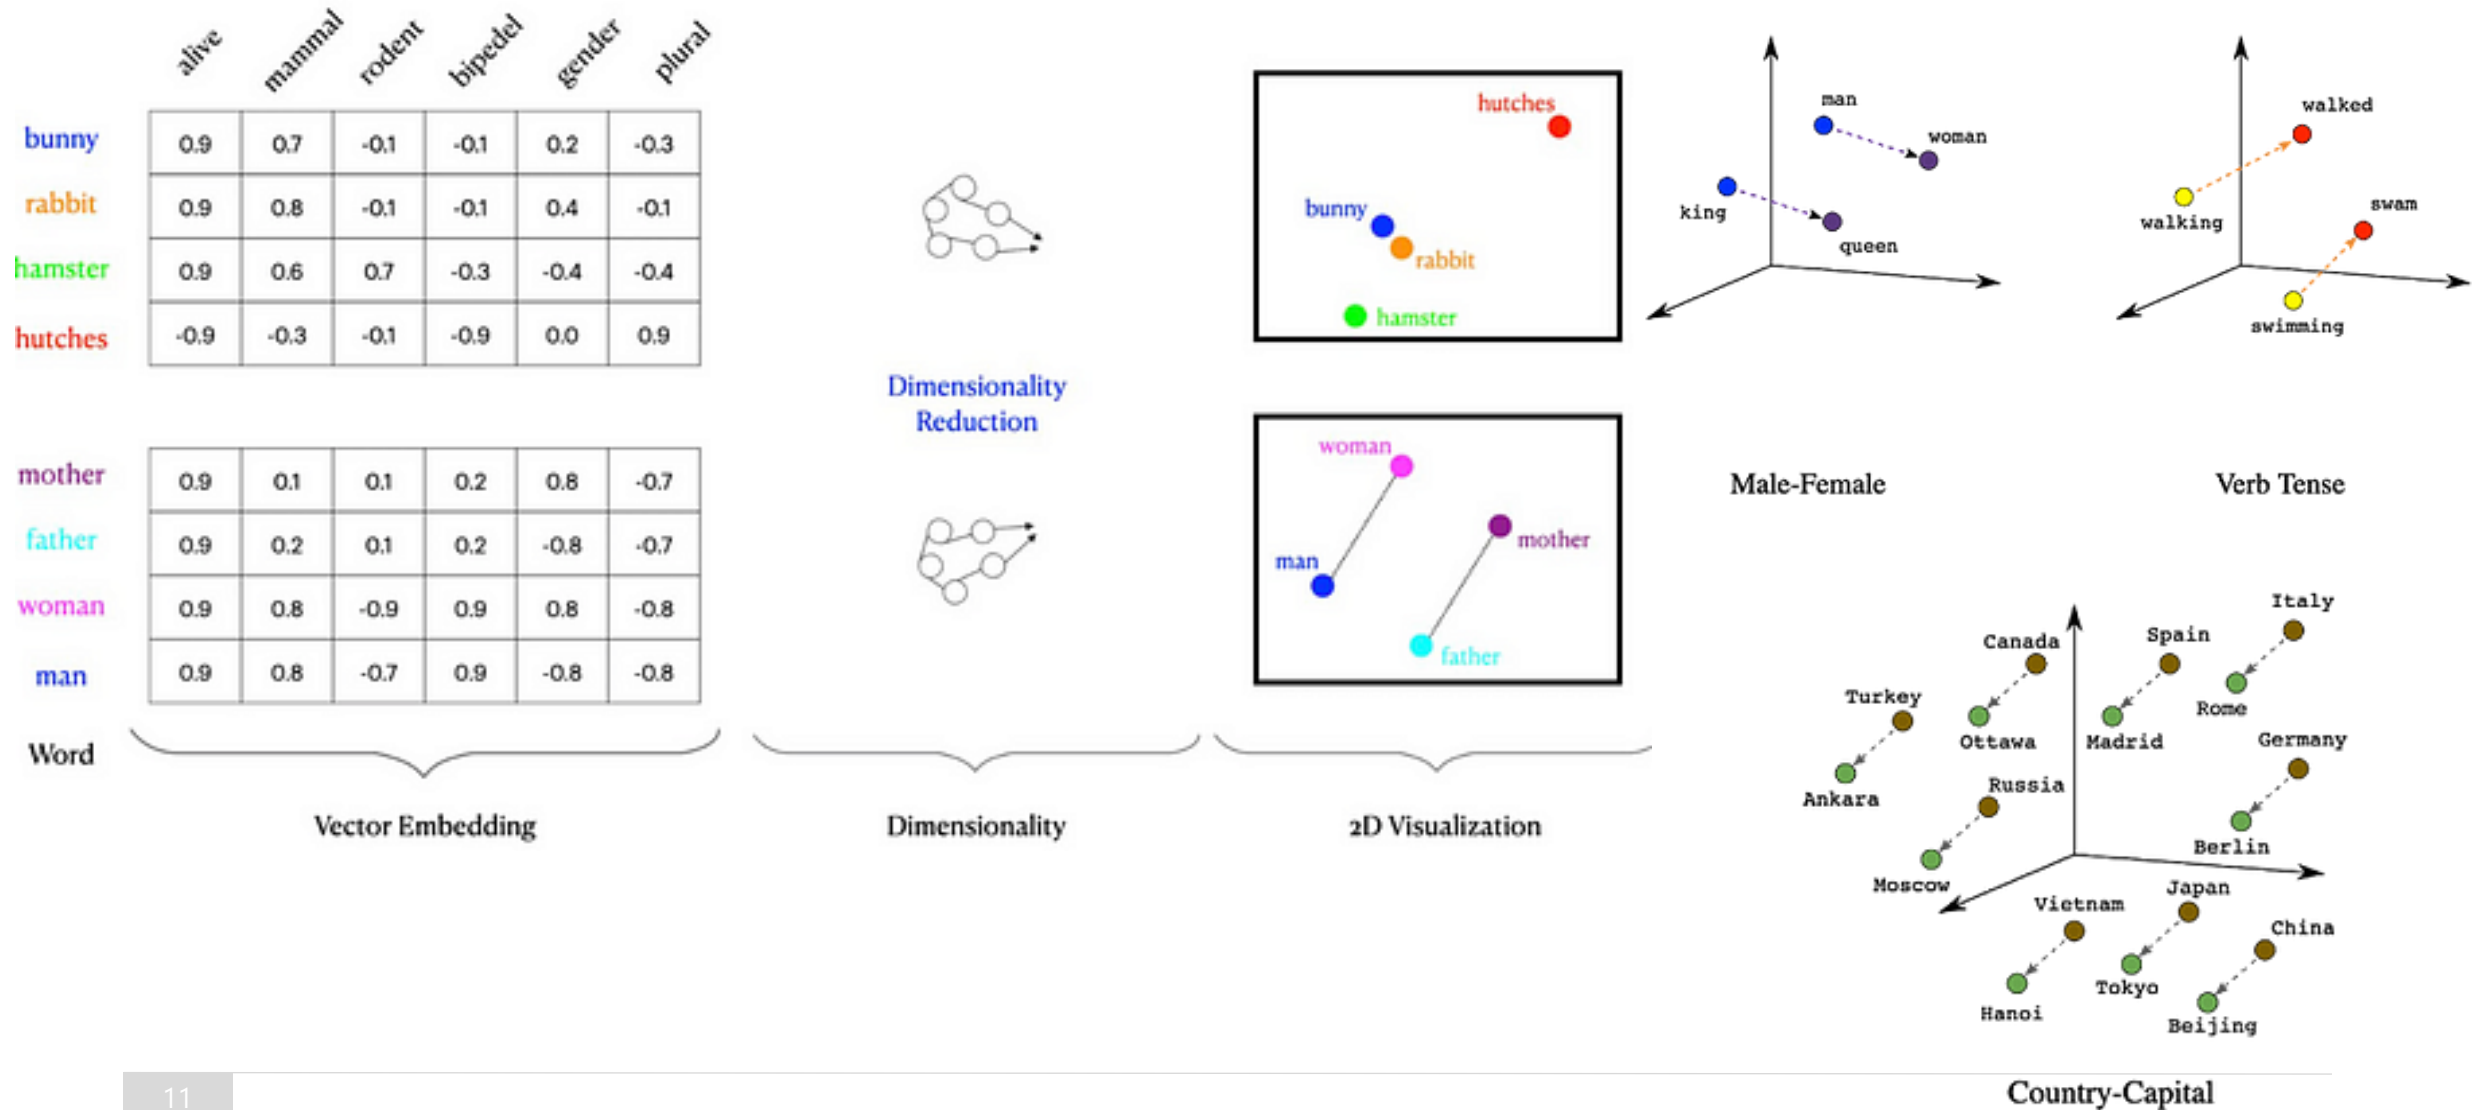 alive mammal rodent bipedel gender plural
bunny 0.9 0.7 -0.1 -0.1 0.2 -0.3
rabbit 0.9 0.8 -0.1 -0.1 0.4 -0.1
hamster 0.9 0.6 0.7 -0.3 -0.4 -0.4
hutches -0.9 -0.3 -0.1 -0.9 0.0 0.9
mother 0.9 0.1 0.1 0.2 0.8 -0.7
father 0.9 0.2 0.1 0.2 -0.8 -0.7
woman 0.9 0.8 -0.9 0.9 0.8 -0.8
man 0.9 0.8 -0.7 0.9 -0.8 -0.8
Word
Vector Embedding
Dimensionality
Reduction
Dimensionality
hutches
bunny
rabbit
hamster
woman
mother
man
father
2D Visualization
man
woman
king
queen
Male-Female
walked
walking
swam
swimming
Verb Tense
Italy
Canada
Spain
Turkey
Rome
Ottawa
Madrid
Germany
Ankara
Russia
Berlin
Moscow
Japan
Vietnam
China
Tokyo
Hanoi
Beijing
Country-Capital
11